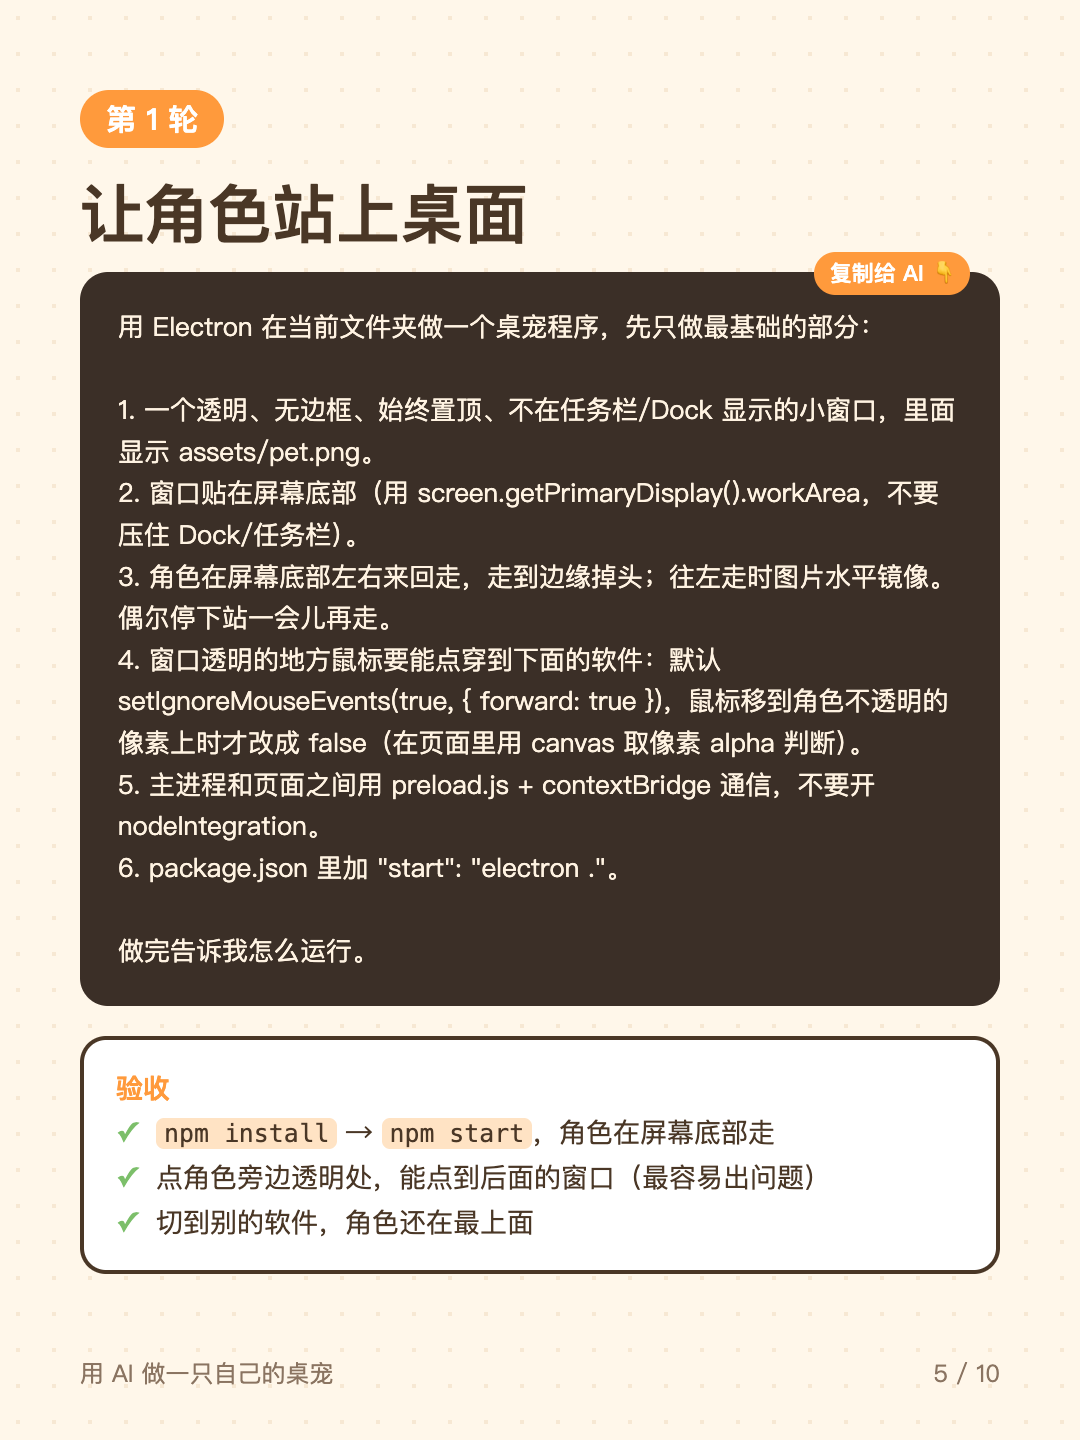 第 1 轮
让角色站上桌面
复制给 AI 👇
用 Electron 在当前文件夹做一个桌宠程序，先只做最基础的部分：
1. 一个透明、无边框、始终置顶、不在任务栏/Dock 显示的小窗口，里面
显示 assets/pet.png。
2. 窗口贴在屏幕底部（用 screen.getPrimaryDisplay().workArea，不要
压住 Dock/任务栏）。
3. 角色在屏幕底部左右来回走，走到边缘掉头；往左走时图片水平镜像。
偶尔停下站一会儿再走。
4. 窗口透明的地方鼠标要能点穿到下面的软件：默认
setIgnoreMouseEvents(true, { forward: true })，鼠标移到角色不透明的
像素上时才改成 false（在页面里用 canvas 取像素 alpha 判断）。
5. 主进程和页面之间用 preload.js + contextBridge 通信，不要开
nodeIntegration。
6. package.json 里加 "start": "electron ."。
做完告诉我怎么运行。
验收
✓ npm install → npm start，角色在屏幕底部走
✓ 点角色旁边透明处，能点到后面的窗口（最容易出问题）
✓ 切到别的软件，角色还在最上面
用 AI 做一只自己的桌宠
5 / 10